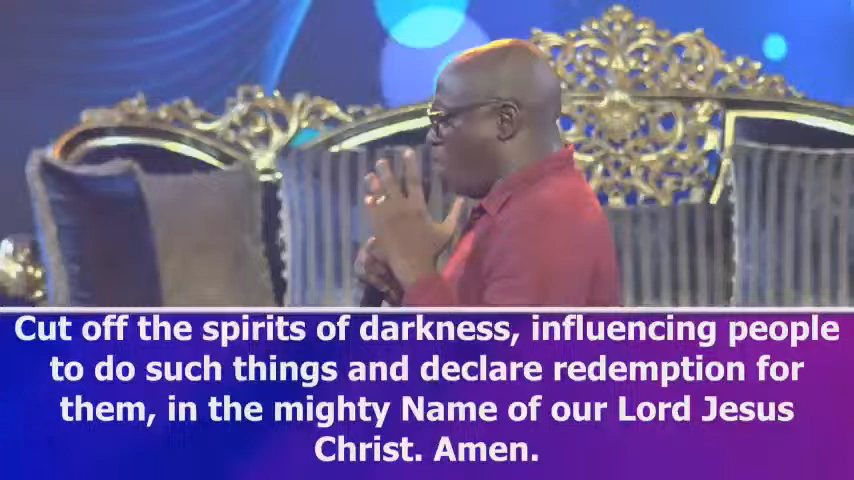 Cut off the spirits of darkness, influencing people
to do such things and declare redemption for
them, in the mighty Name of our Lord Jesus
Christ. Amen.